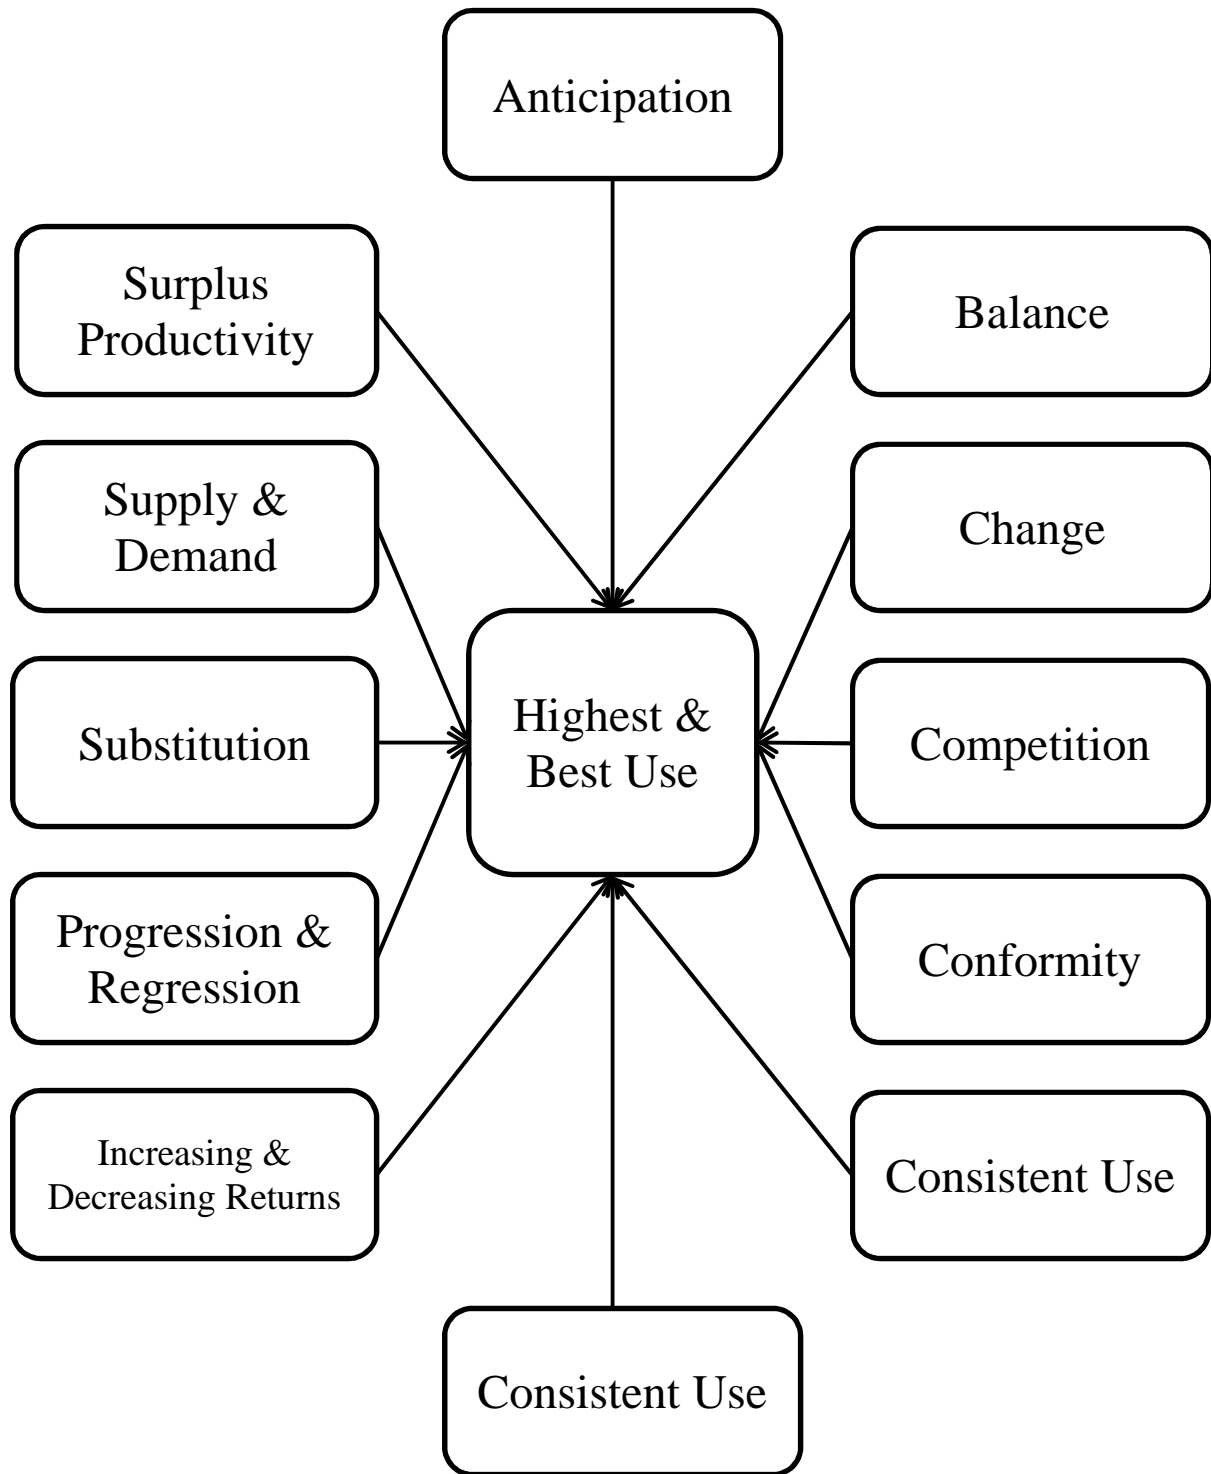 Anticipation
Surplus
Productivity
Balance
Supply &
Demand
Change
Highest &
Best Use
Substitution
Competition
Progression &
Regression
Conformity
Increasing &
Decreasing Returns
Consistent Use
Consistent Use